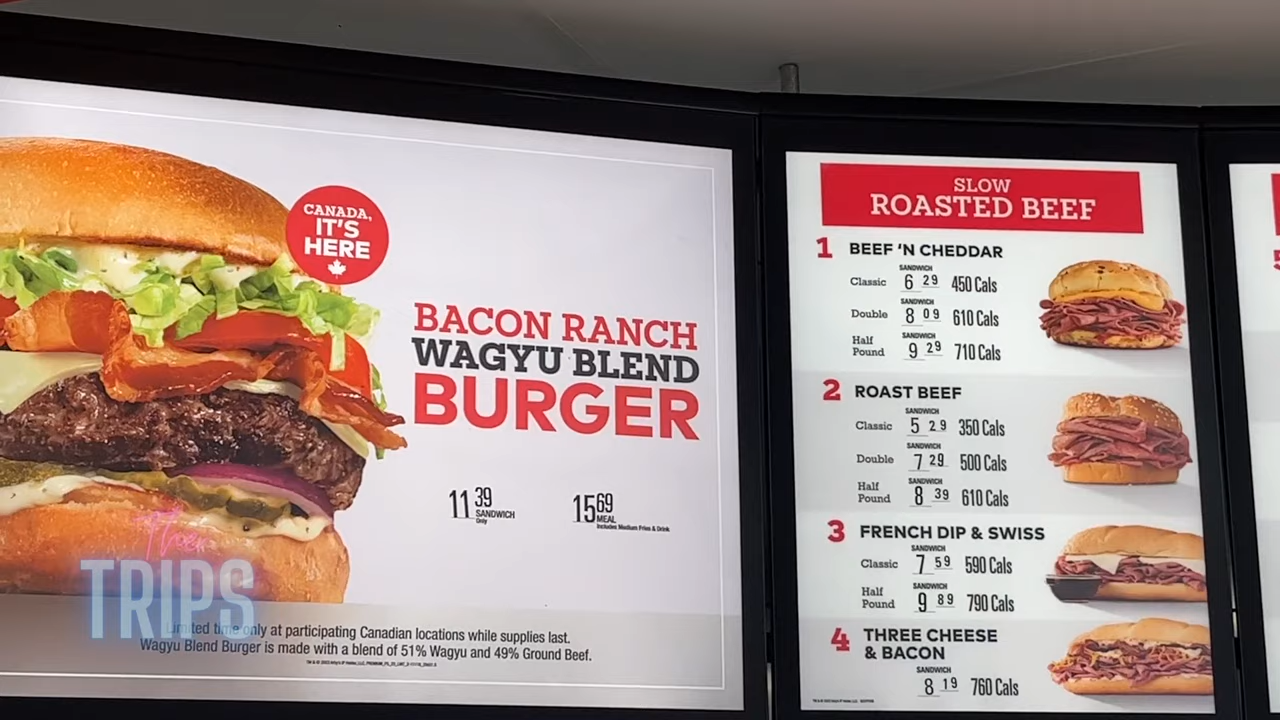 CANADA,
IT'S
HERE
BACON RANCH
WAGYU BLEND
BURGER
11 39
SANDWICH
Only
15 69
MEAL
Includes Medium Fries & Drink
TRIPS
Limited time only at participating Canadian locations while supplies last.
Wagyu Blend Burger is made with a blend of 51% Wagyu and 49% Ground Beef.
SLOW
ROASTED BEEF
1 BEEF 'N CHEDDAR
SANDWICH
Classic 6 29 450 Cals
SANDWICH
Double 8 09 610 Cals
SANDWICH
Half Pound 9 29 710 Cals
2 ROAST BEEF
SANDWICH
Classic 5 29 350 Cals
SANDWICH
Double 7 29 500 Cals
SANDWICH
Half Pound 8 39 610 Cals
3 FRENCH DIP & SWISS
SANDWICH
Classic 7 59 590 Cals
SANDWICH
Half Pound 9 89 790 Cals
4 THREE CHEESE
& BACON
SANDWICH
8 19 760 Cals